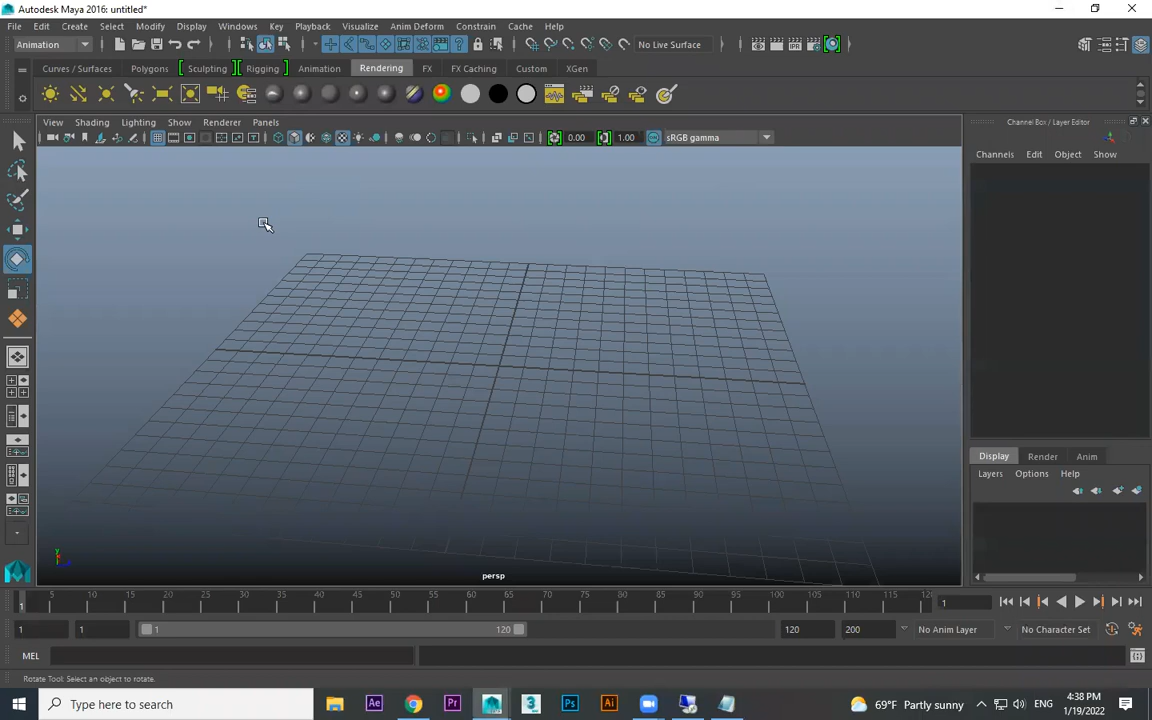 Autodesk Maya 2016: untitled*
File Edit Create Select Modify Display Windows Key Playback Visualize Anim Deform Constrain Cache Help
Animation No Live Surface
Curves / Surfaces Polygons Sculpting Rigging Animation Rendering FX FX Caching Custom XGen
IPR
View Shading Lighting Show Renderer Panels
0.00 1.00 sRGB gamma
Channel Box / Layer Editor
Channels Edit Object Show
persp
Display Render Anim
Layers Options Help
1 5 10 15 20 25 30 35 40 45 50 55 60 65 70 75 80 85 90 95 100 105 110 115 120 1
1 1 1 120 120 200 No Anim Layer No Character Set
MEL
Rotate Tool: Select an object to rotate.
Type here to search Ae Pr 3 Ps Ai 69°F Partly sunny ENG 4:38 PM
1/19/2022